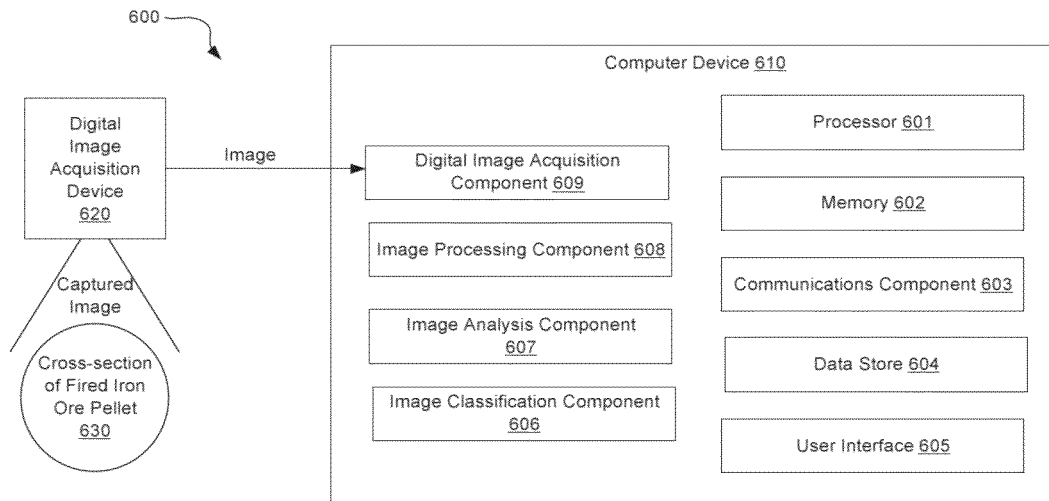 600
Computer Device 610
Digital
Image
Acquisition
Device
620
Image
Captured
Image
Cross-section
of Fired Iron
Ore Pellet
630
Digital Image Acquisition
Component 609
Image Processing Component 608
Image Analysis Component
607
Image Classification Component
606
Processor 601
Memory 602
Communications Component 603
Data Store 604
User Interface 605